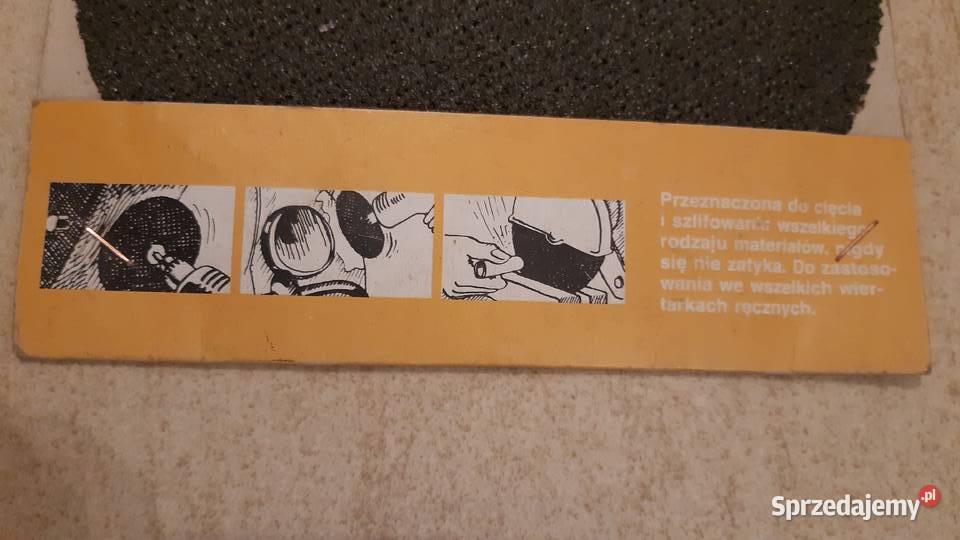 Przeznaczona do cięcia
i szlifowania wszelkiego
rodzaju materiałów, nigdy
się nie zatyka. Do zastoso-
wania we wszelkich wier-
tarkach ręcznych.
Sprzedajemy.pl